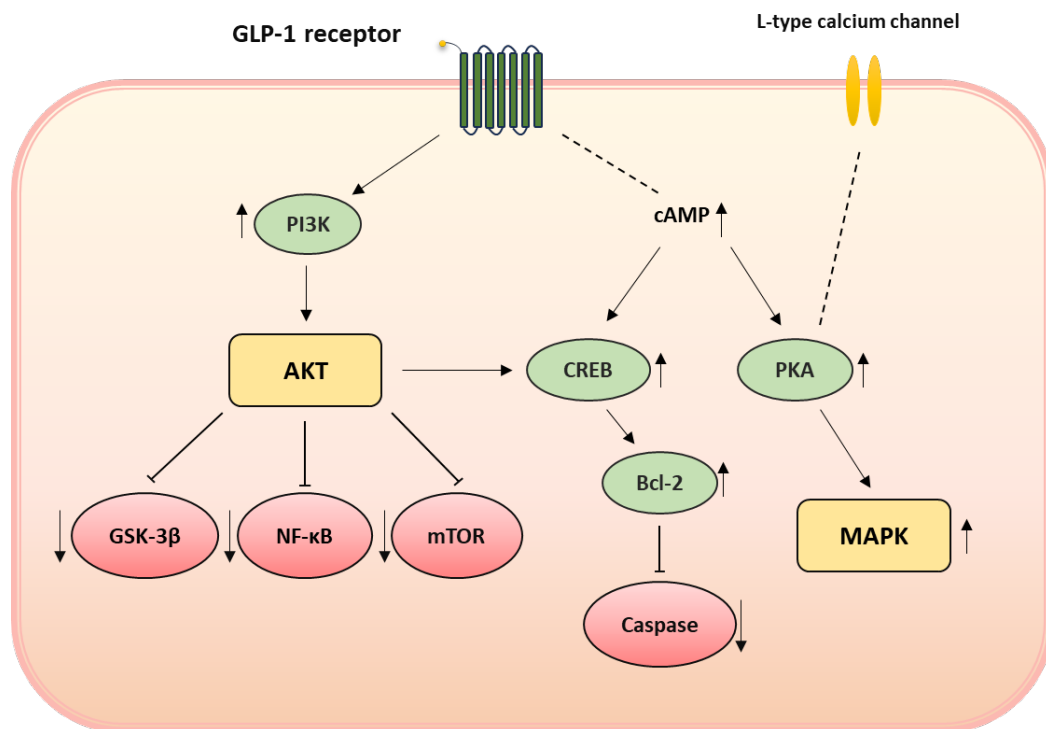 L-type calcium channel
GLP-1 receptor
cAMP
PI3K
AKT
CREB
PKA
Bcl-2
GSK-3β
NF-κB
mTOR
MAPK
Caspase